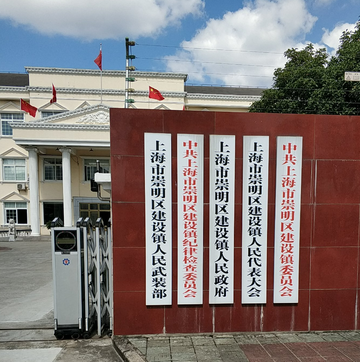 上海市崇明区建设镇人民武装部
中共上海市崇明区建设镇纪律检查委员会
上海市崇明区建设镇人民政府
上海市崇明区建设镇人民代表大会
中共上海市崇明区建设镇委员会